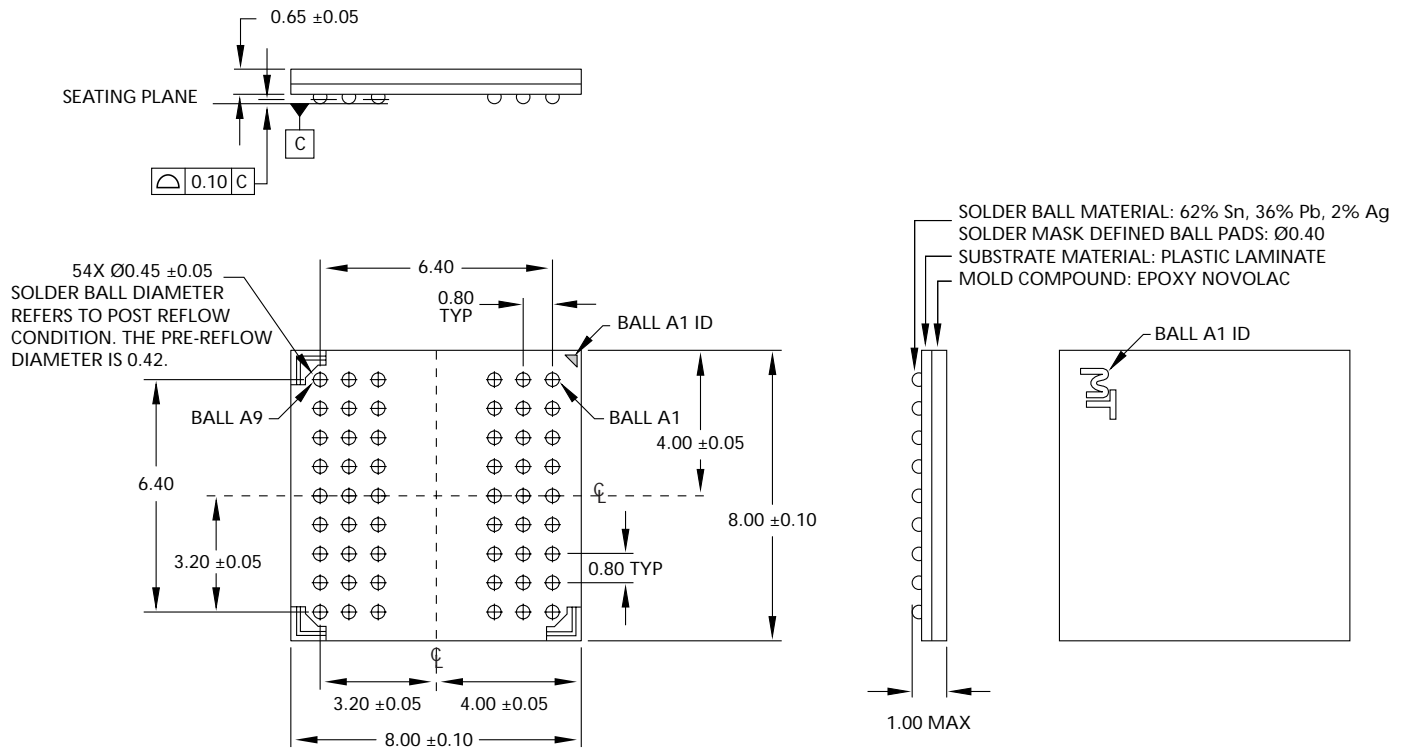 0.65 ±0.05
SEATING PLANE
C
0.10 C
SOLDER BALL MATERIAL: 62% Sn, 36% Pb, 2% Ag
SOLDER MASK DEFINED BALL PADS: Ø0.40
SUBSTRATE MATERIAL: PLASTIC LAMINATE
MOLD COMPOUND: EPOXY NOVOLAC
54X Ø0.45 ±0.05
SOLDER BALL DIAMETER
REFERS TO POST REFLOW
CONDITION. THE PRE-REFLOW
DIAMETER IS 0.42.
6.40
0.80
TYP
BALL A1 ID
BALL A1 ID
MT
BALL A9
BALL A1
4.00 ±0.05
6.40
℄
8.00 ±0.10
3.20 ±0.05
0.80 TYP
℄
3.20 ±0.05
4.00 ±0.05
8.00 ±0.10
1.00 MAX